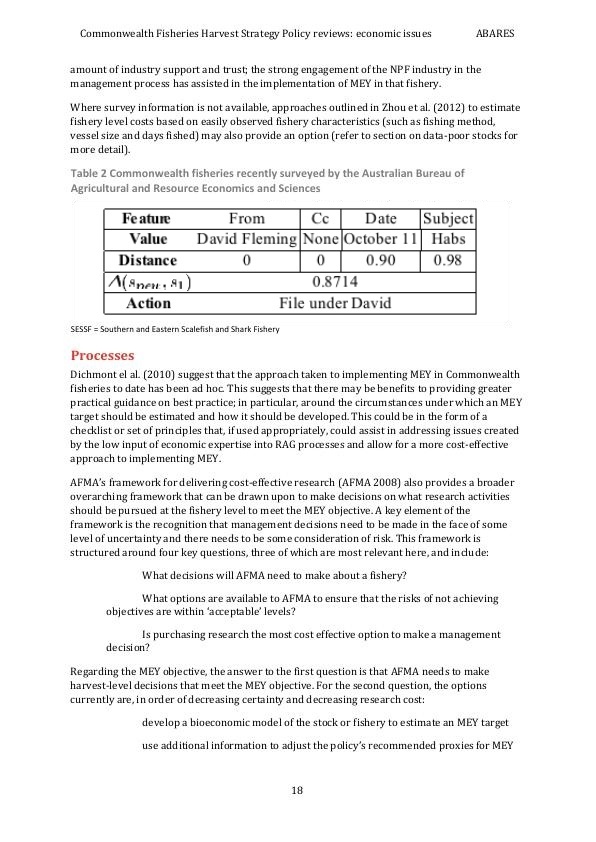 Commonwealth Fisheries Harvest Strategy Policy reviews: economic issues ABARES
amount of industry support and trust; the strong engagement of the NPF industry in the
management process has assisted in the implementation of MEY in that fishery.
Where survey information is not available, approaches outlined in Zhou et al. (2012) to estimate
fishery level costs based on easily observed fishery characteristics (such as fishing method,
vessel size and days fished) may also provide an option (refer to section on data-poor stocks for
more detail).
Table 2 Commonwealth fisheries recently surveyed by the Australian Bureau of
Agricultural and Resource Economics and Sciences
Feature From Cc Date Subject
Value David Fleming None October 11 Habs
Distance 0 0 0.90 0.98
Λ(s_new, s_1) 0.8714
Action File under David
SESSF = Southern and Eastern Scalefish and Shark Fishery
Processes
Dichmont el al. (2010) suggest that the approach taken to implementing MEY in Commonwealth
fisheries to date has been ad hoc. This suggests that there may be benefits to providing greater
practical guidance on best practice; in particular, around the circumstances under which an MEY
target should be estimated and how it should be developed. This could be in the form of a
checklist or set of principles that, if used appropriately, could assist in addressing issues created
by the low input of economic expertise into RAG processes and allow for a more cost-effective
approach to implementing MEY.
AFMA's framework for delivering cost-effective research (AFMA 2008) also provides a broader
overarching framework that can be drawn upon to make decisions on what research activities
should be pursued at the fishery level to meet the MEY objective. A key element of the
framework is the recognition that management decisions need to be made in the face of some
level of uncertainty and there needs to be some consideration of risk. This framework is
structured around four key questions, three of which are most relevant here, and include:
What decisions will AFMA need to make about a fishery?
What options are available to AFMA to ensure that the risks of not achieving
objectives are within 'acceptable' levels?
Is purchasing research the most cost effective option to make a management
decision?
Regarding the MEY objective, the answer to the first question is that AFMA needs to make
harvest-level decisions that meet the MEY objective. For the second question, the options
currently are, in order of decreasing certainty and decreasing research cost:
develop a bioeconomic model of the stock or fishery to estimate an MEY target
use additional information to adjust the policy's recommended proxies for MEY
18